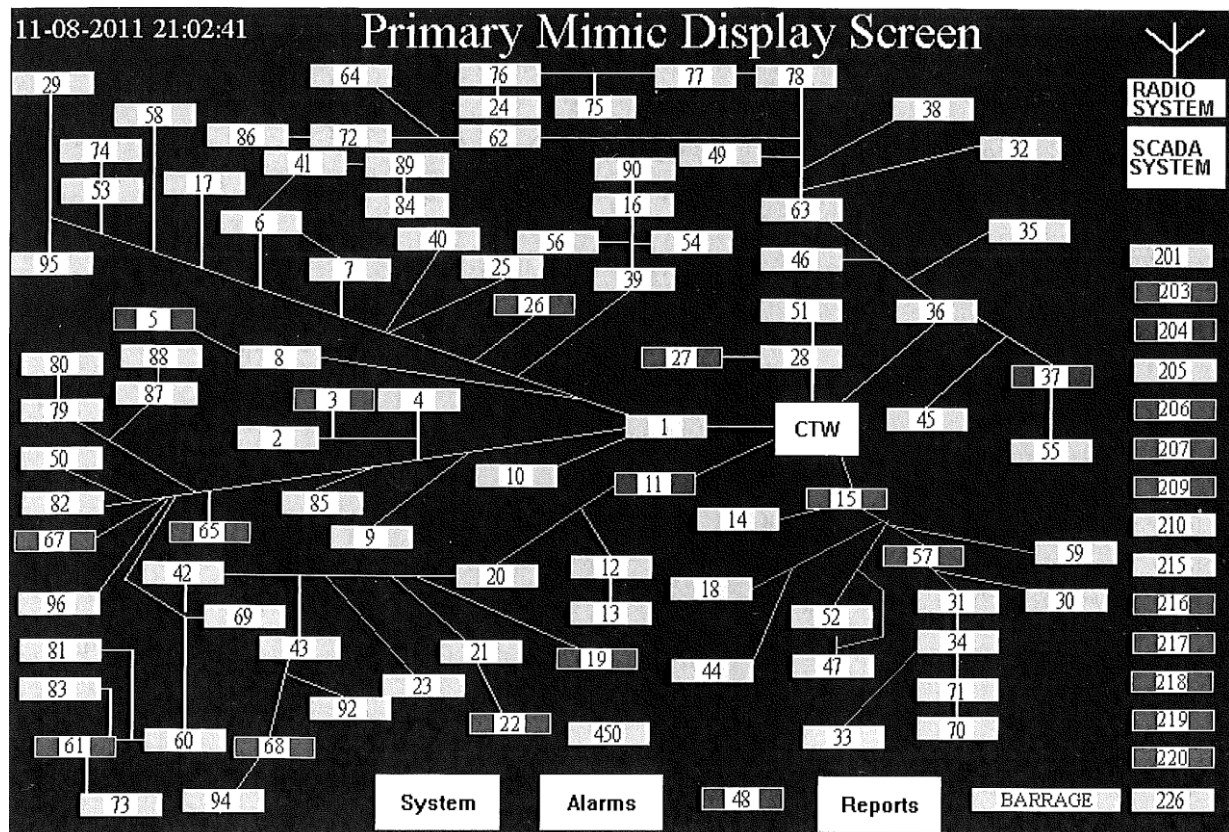 11-08-2011 21:02:41
Primary Mimic Display Screen
64 76 77 78
29
24 75
RADIO SYSTEM
58
38
86 72 62
SCADA SYSTEM
74
41 89 49 32
90
53 17
84 16 63
6
40 56 54 35
95 7 25 39 46
201
26 51 36
203
5
204
80 88 8 27 28
205
37
79 87 3 4
206
2 1 CTW 45
207
50 10 55
82 85 11 15
209
67 65 9 14
210
57 59
42 20 12 18
215
96 69 13 52 31 30
216
81 43 21 19 44 47 34
217
83 23
71
218
92 22 450 33 70
219
61 60 68
220
73 94
System Alarms 48 Reports BARRAGE 226